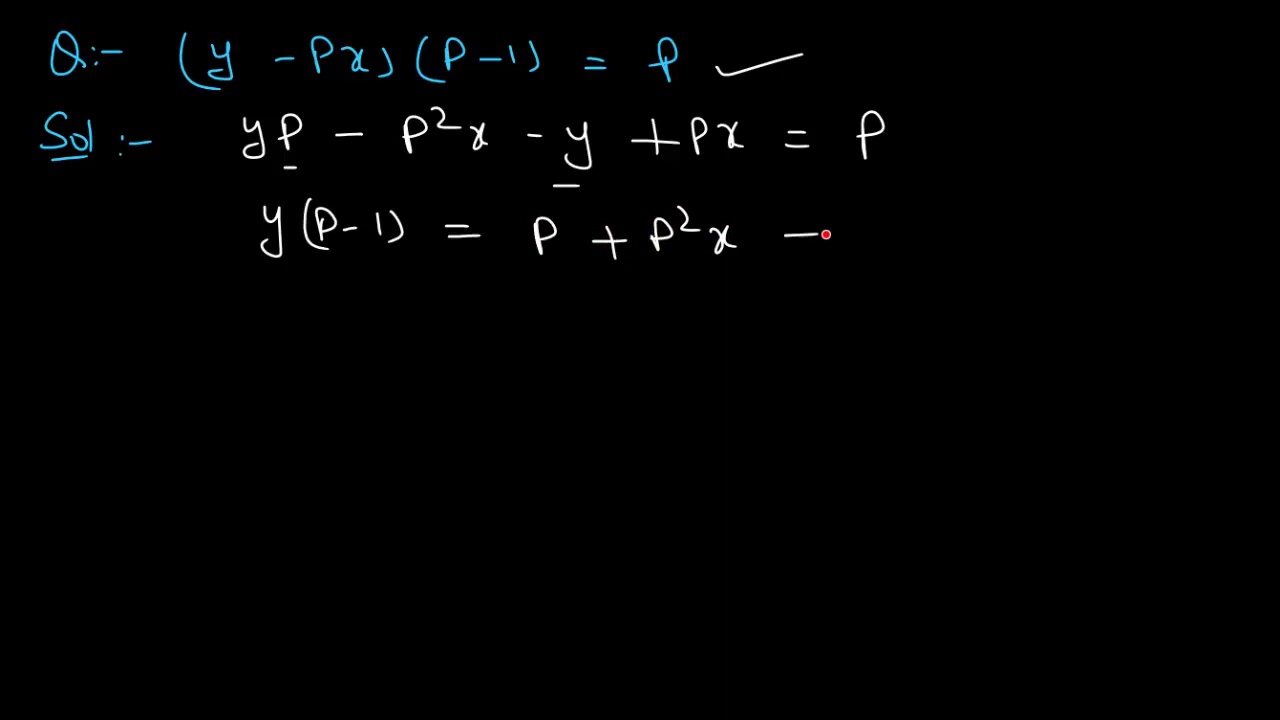 Q:- (y - Px) (P-1) = P
Sol :- yP - P²x - y + Px = P
y(P-1) = P + P²x -